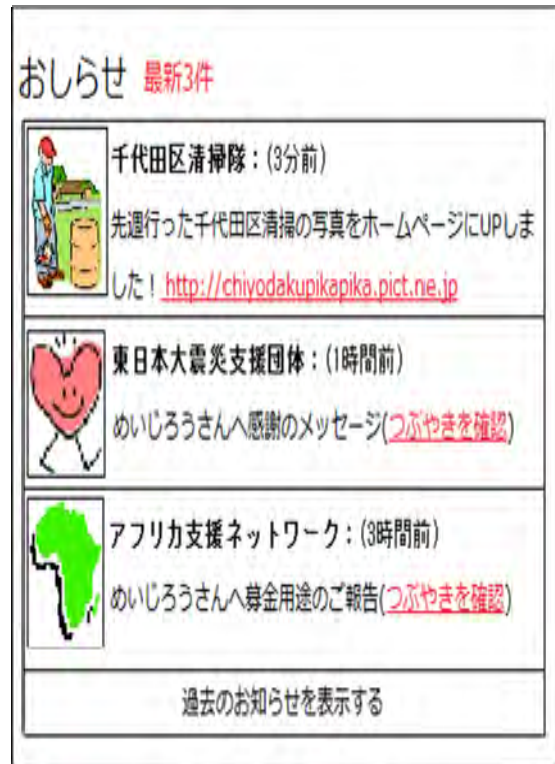 おしらせ 最新3件
千代田区清掃隊：(3分前)
先週行った千代田区清掃の写真をホームページにUPしま
した！http://chiyodakupikapika.pict.ne.jp
東日本大震災支援団体：(1時間前)
めいじろうさんへ感謝のメッセージ(つぶやきを確認)
アフリカ支援ネットワーク：(3時間前)
めいじろうさんへ募金用途のご報告(つぶやきを確認)
過去のお知らせを表示する